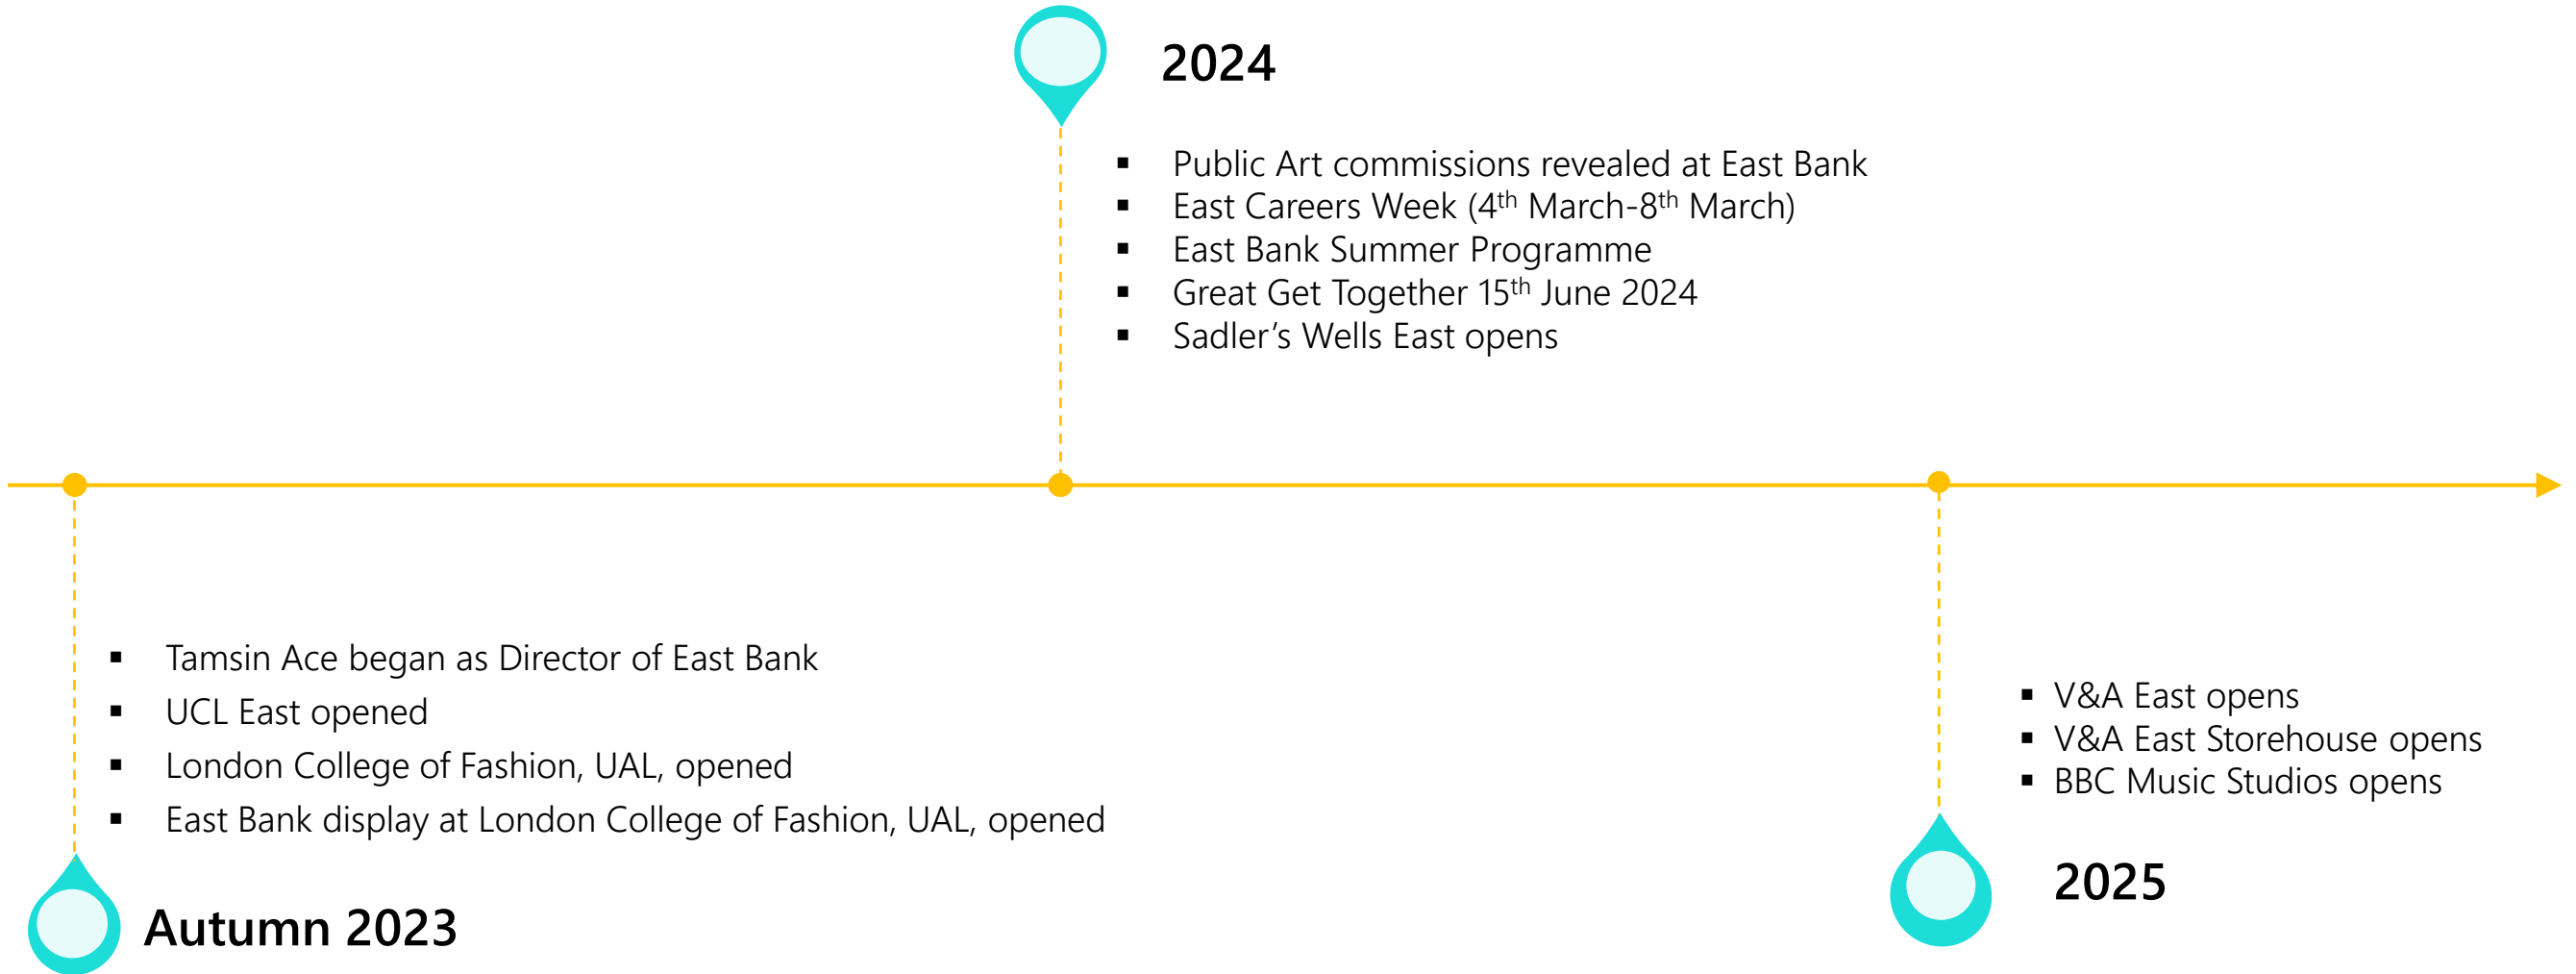 2024
▪ Public Art commissions revealed at East Bank
▪ East Careers Week (4th March-8th March)
▪ East Bank Summer Programme
▪ Great Get Together 15th June 2024
▪ Sadler’s Wells East opens
▪ Tamsin Ace began as Director of East Bank
▪ UCL East opened
▪ London College of Fashion, UAL, opened
▪ East Bank display at London College of Fashion, UAL, opened
Autumn 2023
▪ V&A East opens
▪ V&A East Storehouse opens
▪ BBC Music Studios opens
2025